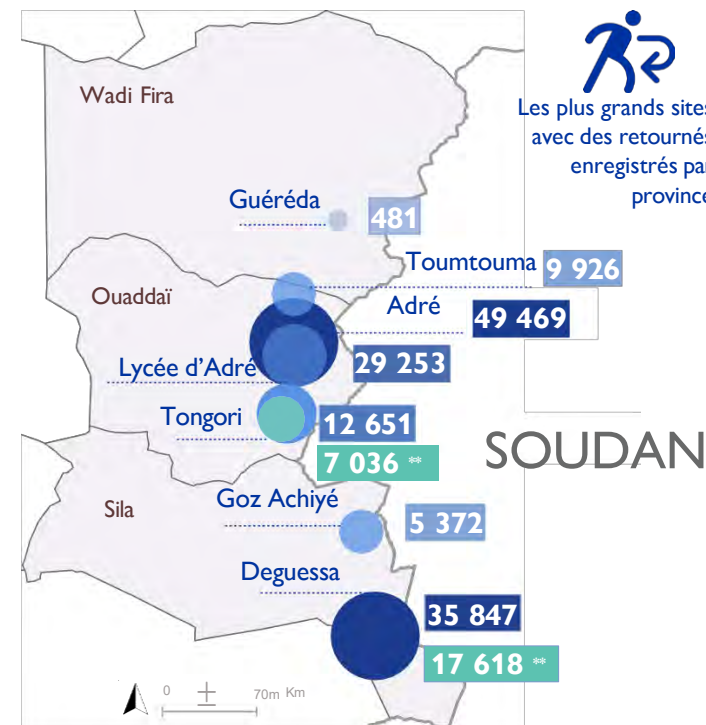 Les plus grands sites
avec des retournés
enregistrés par
province
Wadi Fira
Guéréda
481
Toumtouma
9 926
Ouaddaï
Adré
49 469
Lycée d'Adré
29 253
Tongori
12 651
7 036 **
SOUDAN
Sila
Goz Achiyé
5 372
Deguessa
35 847
17 618 **
0 70m Km